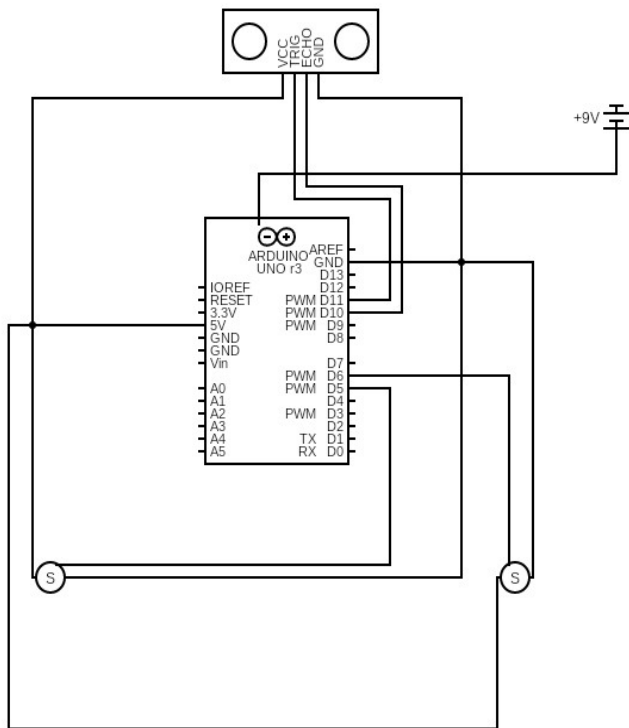 VCC
TRIG
ECHO
GND
+9V
ARDUINO
UNO r3
AREF
GND
D13
IOREF D12
RESET PWM D11
3.3V PWM D10
5V PWM D9
GND D8
GND
Vin D7
PWM D6
A0 PWM D5
A1 D4
A2 PWM D3
A3 D2
A4 TX D1
A5 RX D0
S
S